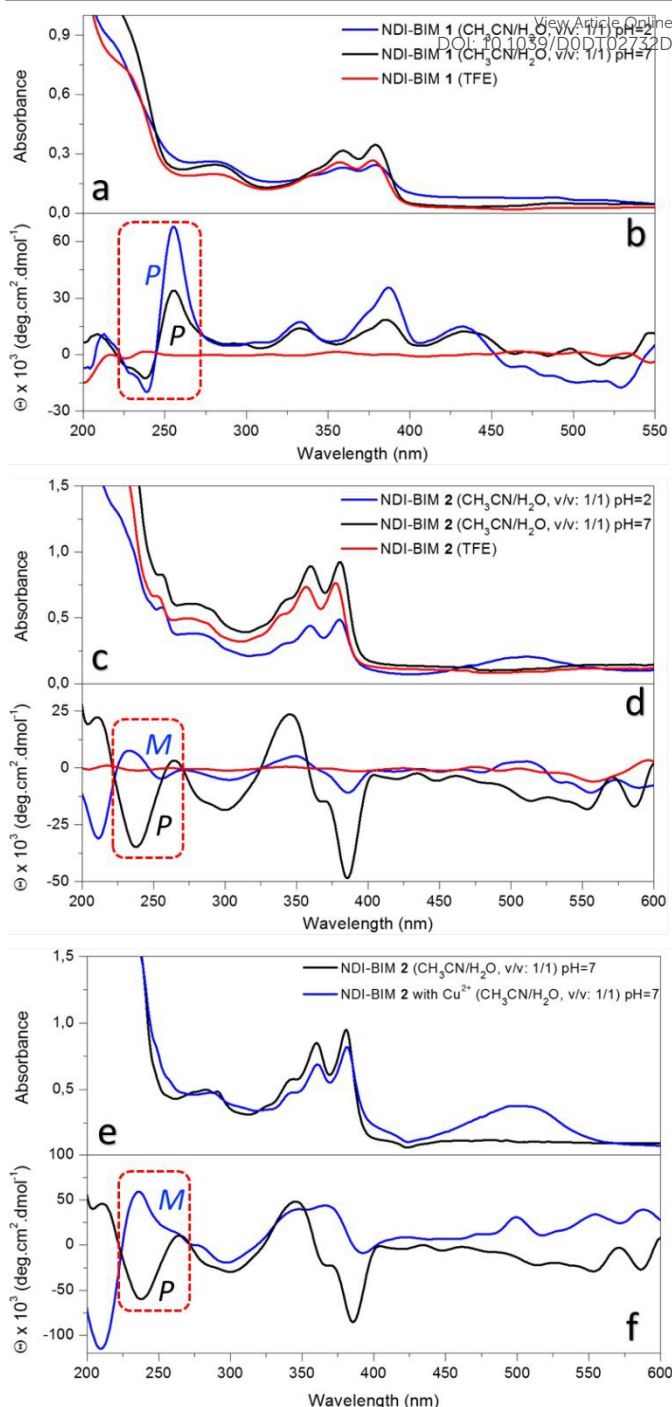 View Article Online
DOI: 10.1039/D0DT02732D
0,9
0,6
0,3
0,0
Absorbance
NDI-BIM 1 (CH₃CN/H₂O, v/v: 1/1) pH=2
NDI-BIM 1 (CH₃CN/H₂O, v/v: 1/1) pH=7
NDI-BIM 1 (TFE)
a
b
60
30
0
-30
Θ x 10³ (deg.cm².dmol⁻¹)
P
P
200 250 300 350 400 450 500 550
Wavelength (nm)
1,5
1,0
0,5
0,0
Absorbance
NDI-BIM 2 (CH₃CN/H₂O, v/v: 1/1) pH=2
NDI-BIM 2 (CH₃CN/H₂O, v/v: 1/1) pH=7
NDI-BIM 2 (TFE)
c
d
25
0
-25
-50
Θ x 10³ (deg.cm².dmol⁻¹)
M
P
200 250 300 350 400 450 500 550 600
Wavelength (nm)
1,5
1,0
0,5
Absorbance
NDI-BIM 2 (CH₃CN/H₂O, v/v: 1/1) pH=7
NDI-BIM 2 with Cu²⁺ (CH₃CN/H₂O, v/v: 1/1) pH=7
e
100
50
0
-50
-100
Θ x 10³ (deg.cm².dmol⁻¹)
M
P
f
200 250 300 350 400 450 500 550 600
Wavelength (nm)